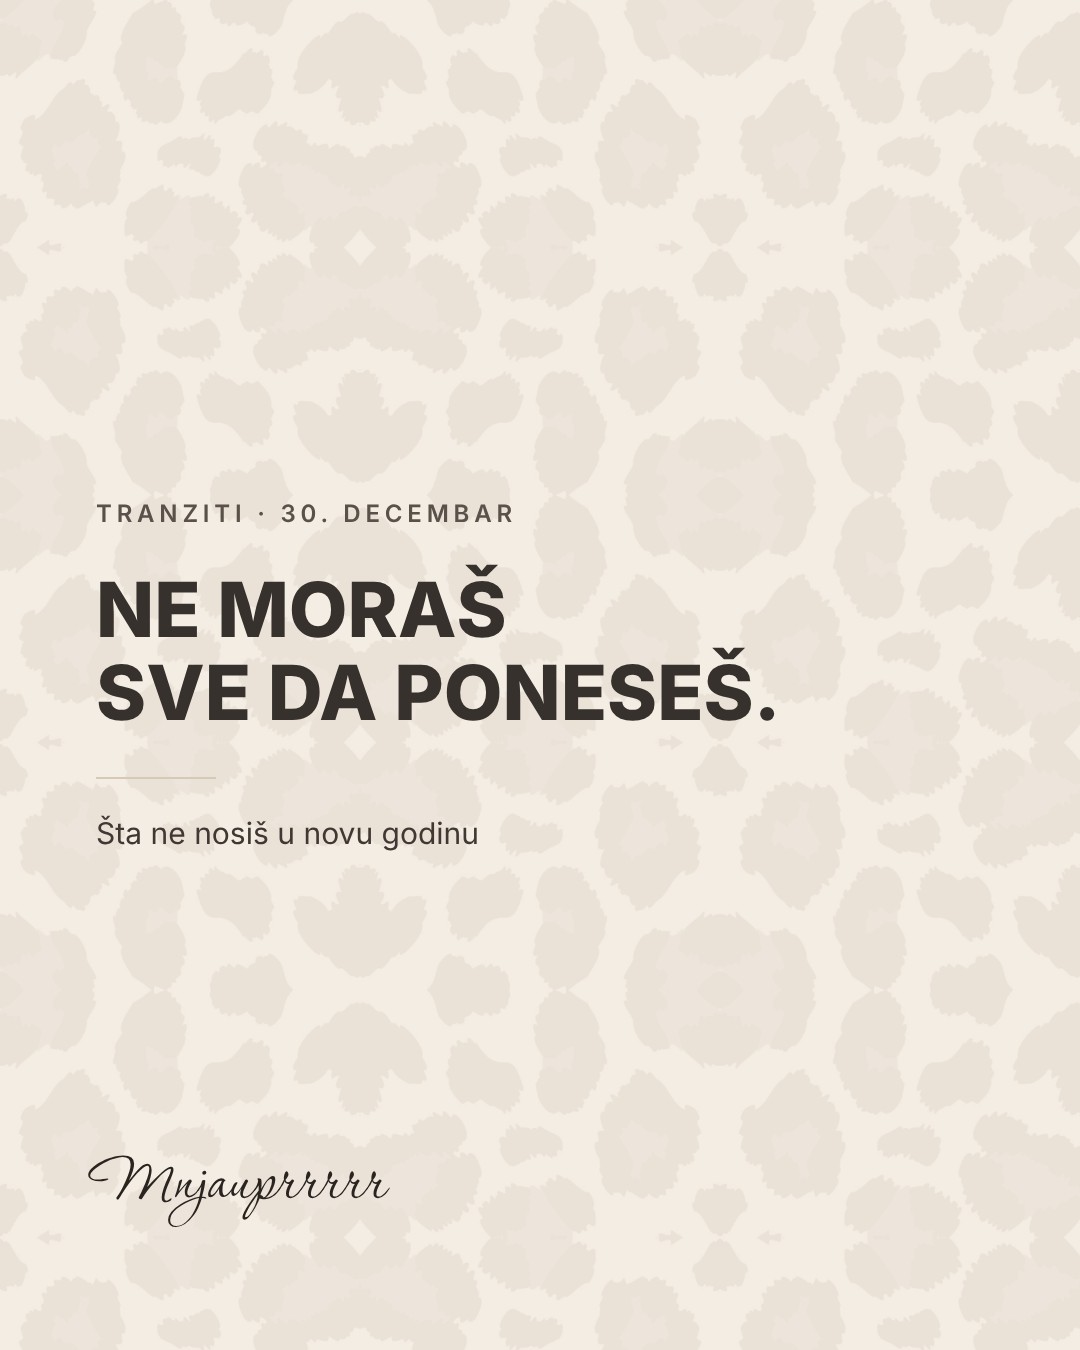 TRANZITI · 30. DECEMBAR
NE MORAŠ
SVE DA PONESEŠ.
Šta ne nosiš u novu godinu
Mnjauprrrrr